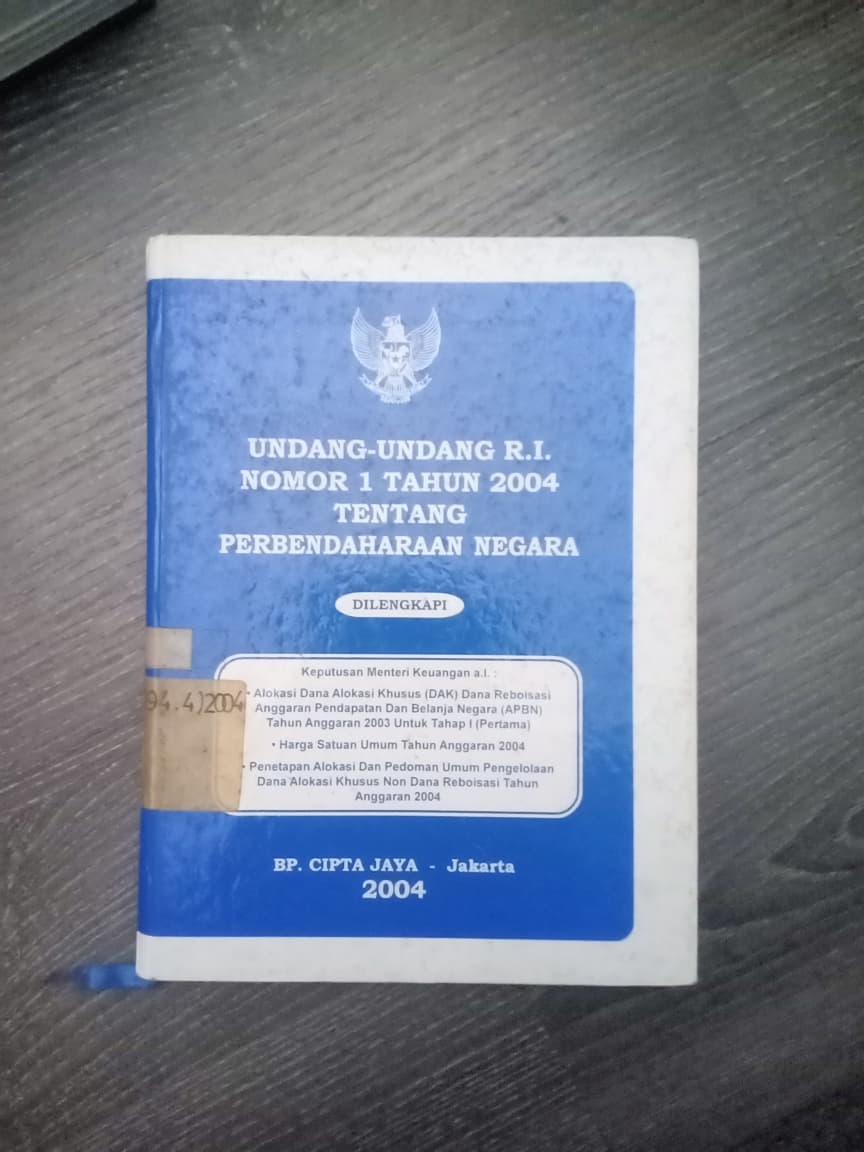 UNDANG-UNDANG R.I.
NOMOR 1 TAHUN 2004
TENTANG
PERBENDAHARAAN NEGARA
DILENGKAPI
Keputusan Menteri Keuangan a.l. :
• Alokasi Dana Alokasi Khusus (DAK) Dana Reboisasi
Anggaran Pendapatan Dan Belanja Negara (APBN)
Tahun Anggaran 2003 Untuk Tahap I (Pertama)
• Harga Satuan Umum Tahun Anggaran 2004
• Penetapan Alokasi Dan Pedoman Umum Pengelolaan
Dana Alokasi Khusus Non Dana Reboisasi Tahun
Anggaran 2004
94.4)2004
BP. CIPTA JAYA - Jakarta
2004